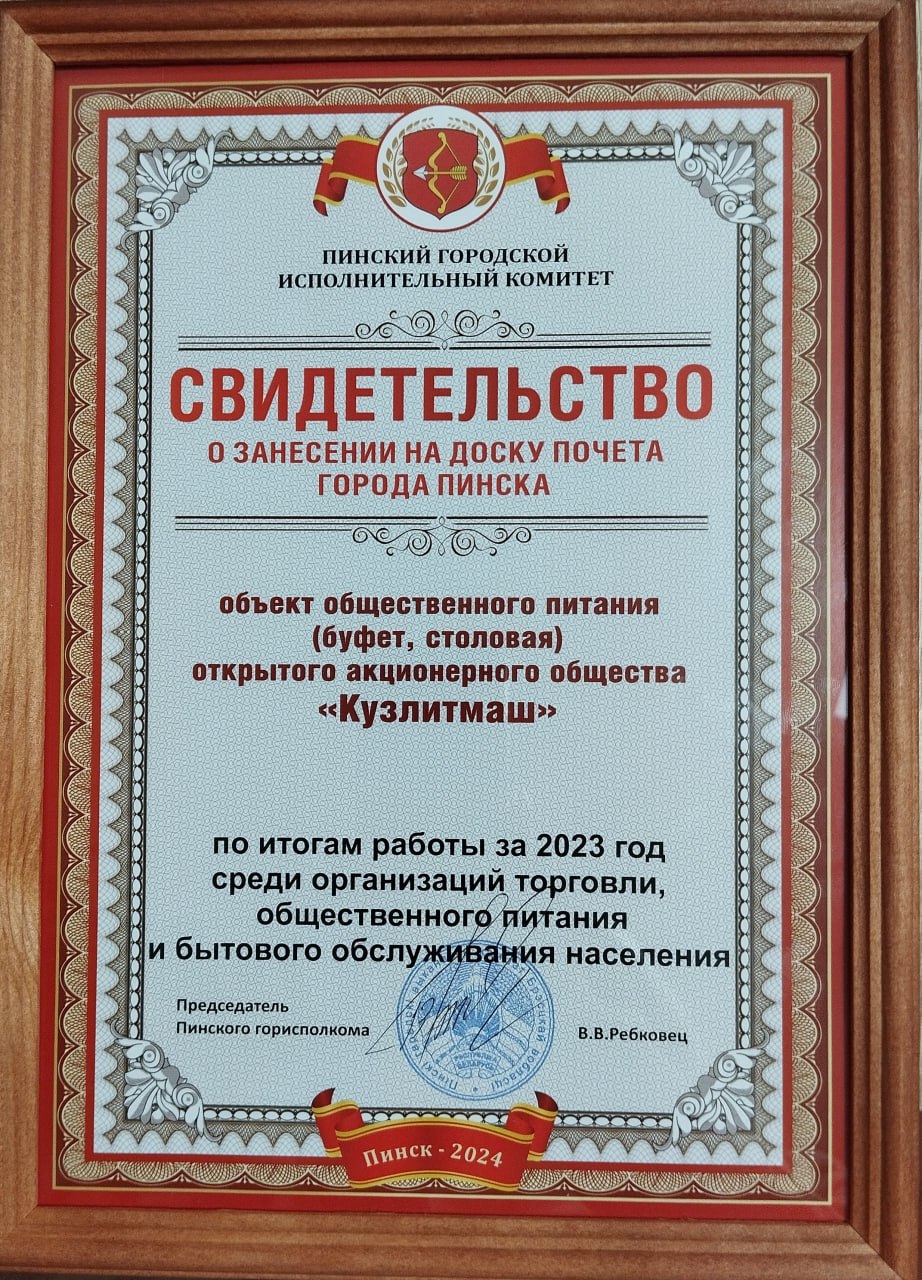 ПИНСКИЙ ГОРОДСКОЙ
ИСПОЛНИТЕЛЬНЫЙ КОМИТЕТ
СВИДЕТЕЛЬСТВО
О ЗАНЕСЕНИИ НА ДОСКУ ПОЧЕТА
ГОРОДА ПИНСКА
объект общественного питания
(буфет, столовая)
открытого акционерного общества
«Кузлитмаш»
по итогам работы за 2023 год
среди организаций торговли,
общественного питания
и бытового обслуживания населения
Председатель
Пинского горисполкома
В.В.Ребковец
РЭСПУБЛІКА
БЕЛАРУСЬ
Пинск - 2024